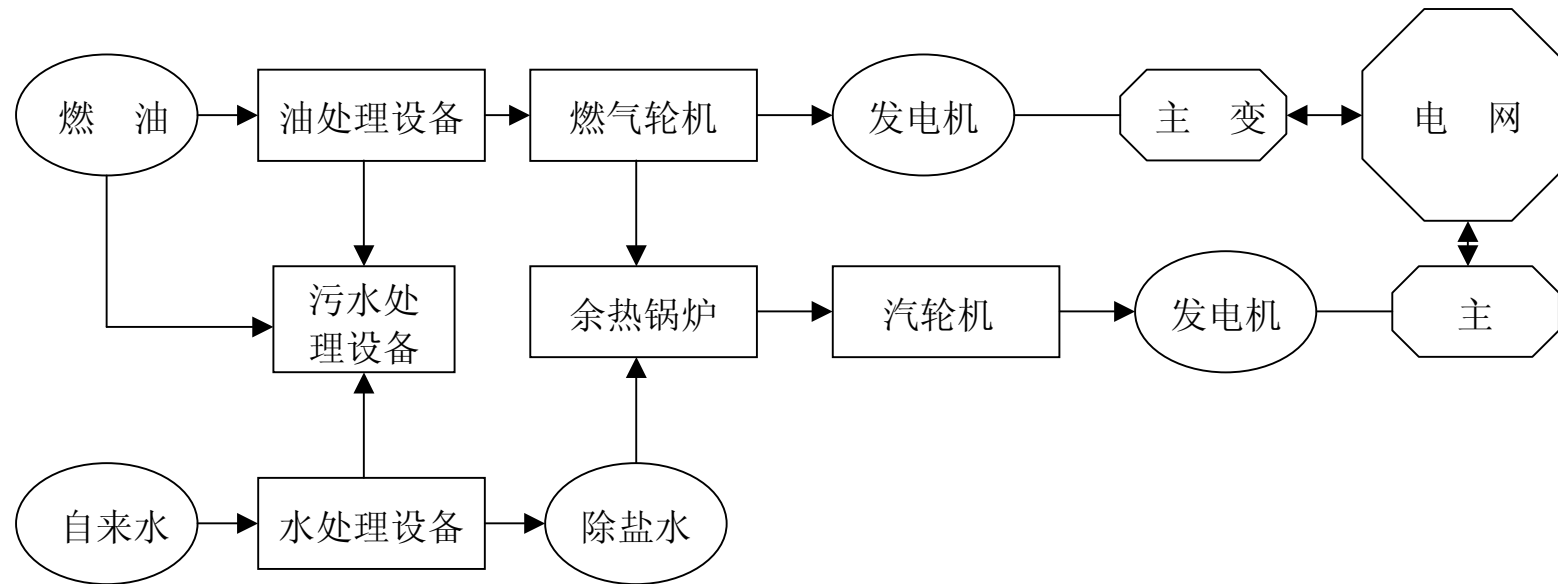 燃 油
油处理设备
燃气轮机
发电机
主 变
电 网
污水处
理设备
余热锅炉
汽轮机
发电机
主
自来水
水处理设备
除盐水